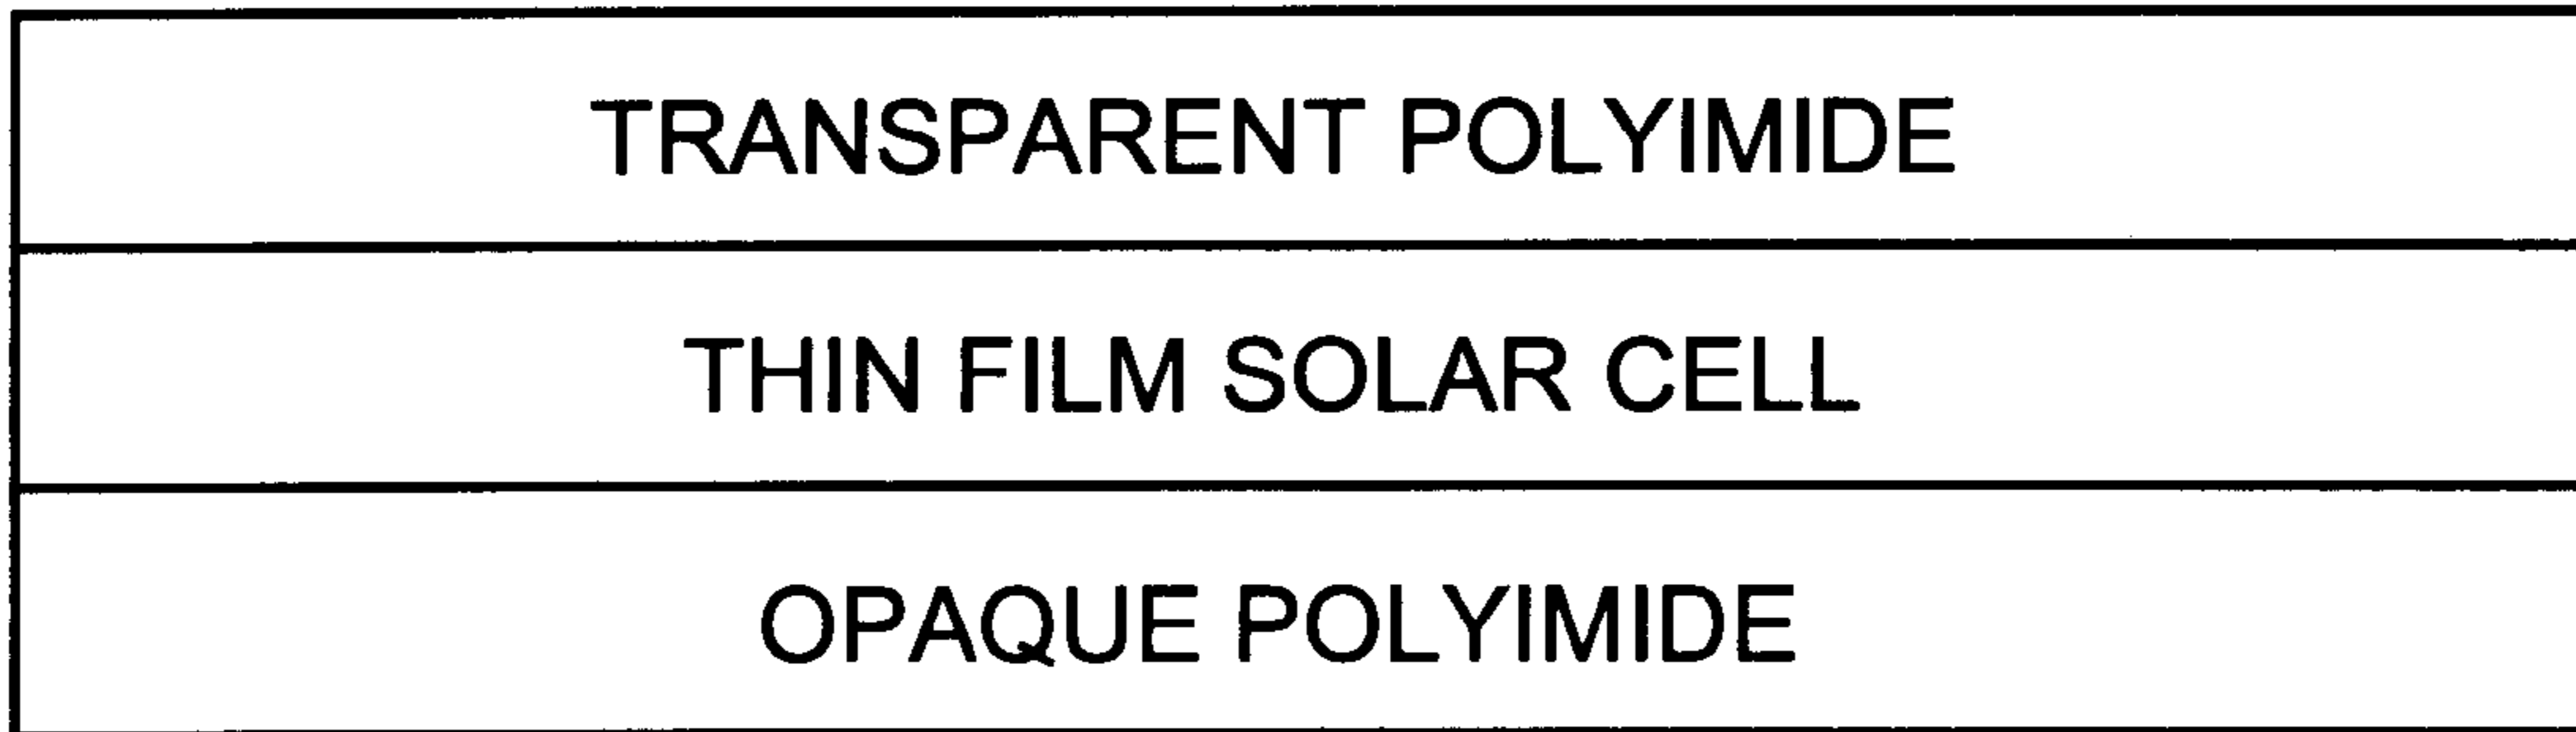 TRANSPARENT POLYIMIDE
THIN FILM SOLAR CELL
OPAQUE POLYIMIDE